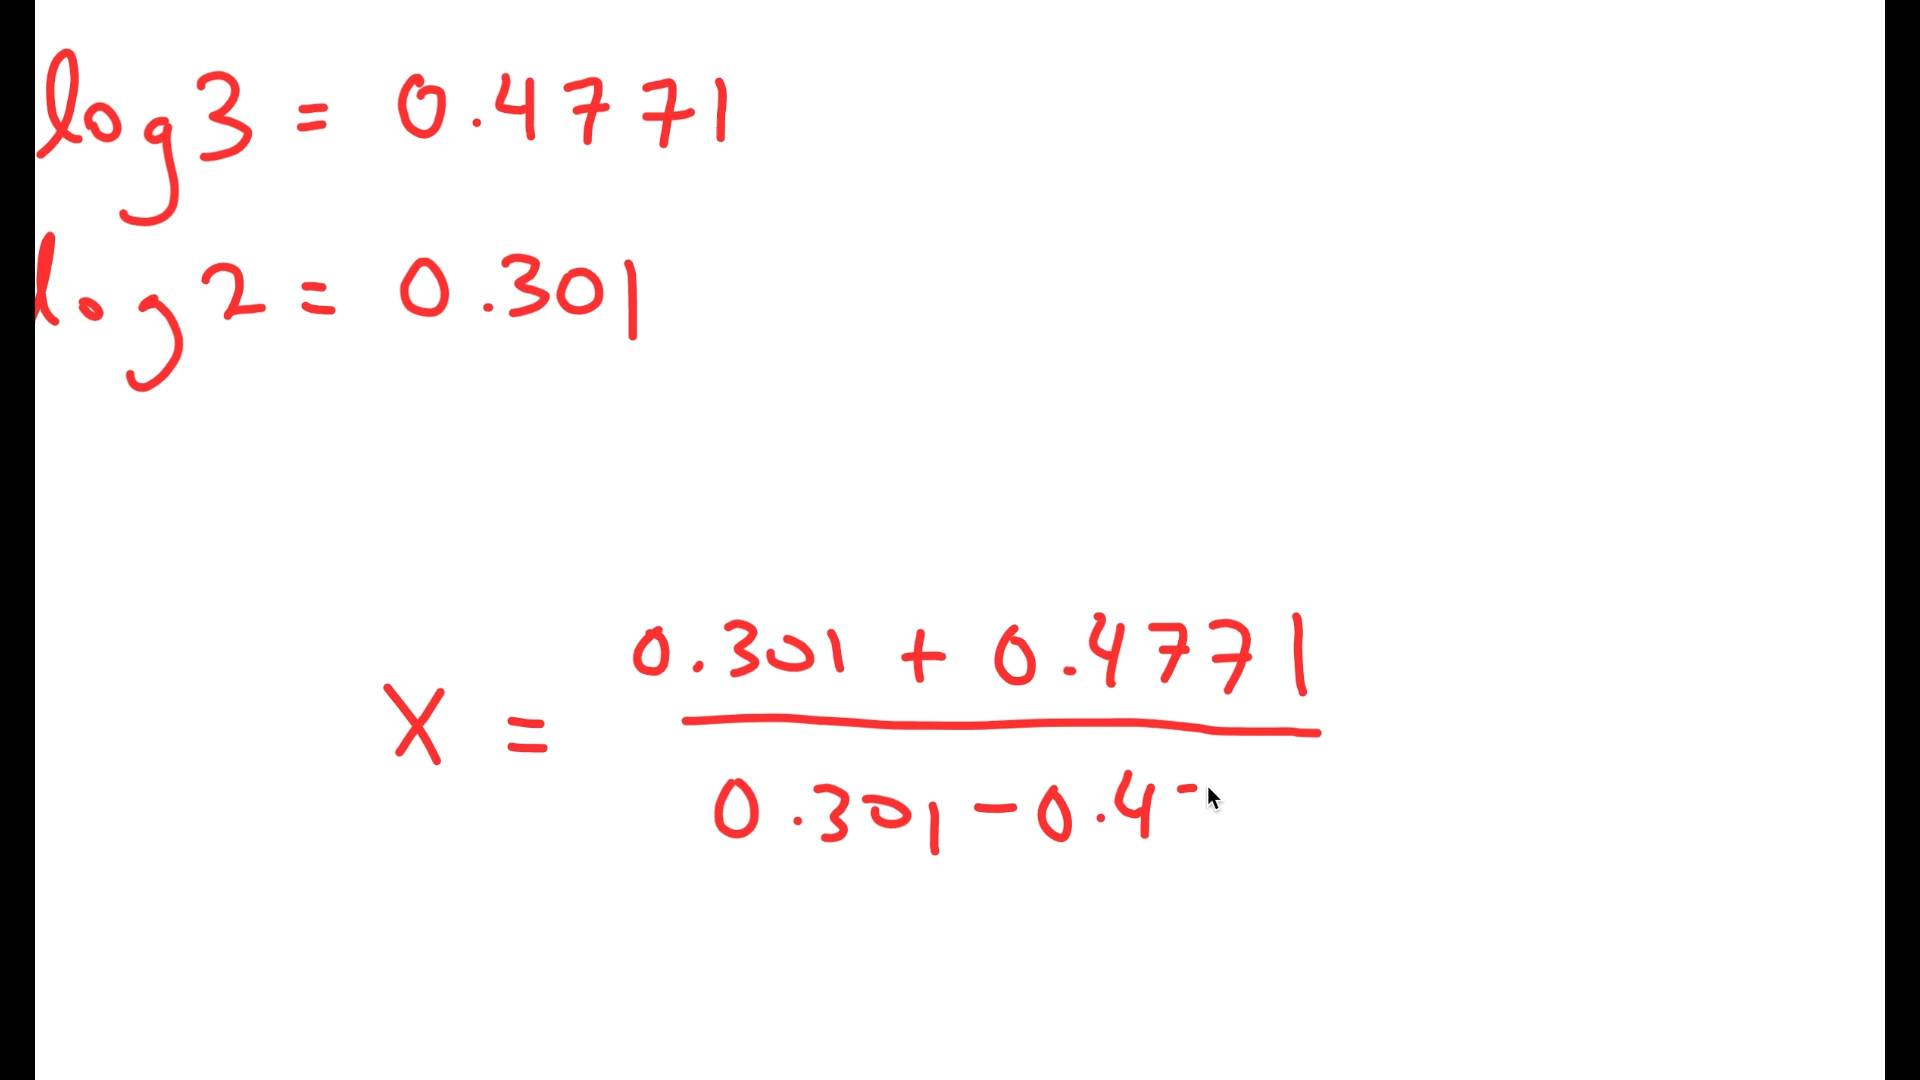 log3 = 0.4771
log2 = 0.301
0.301 + 0.4771
X =
0.301 - 0.4